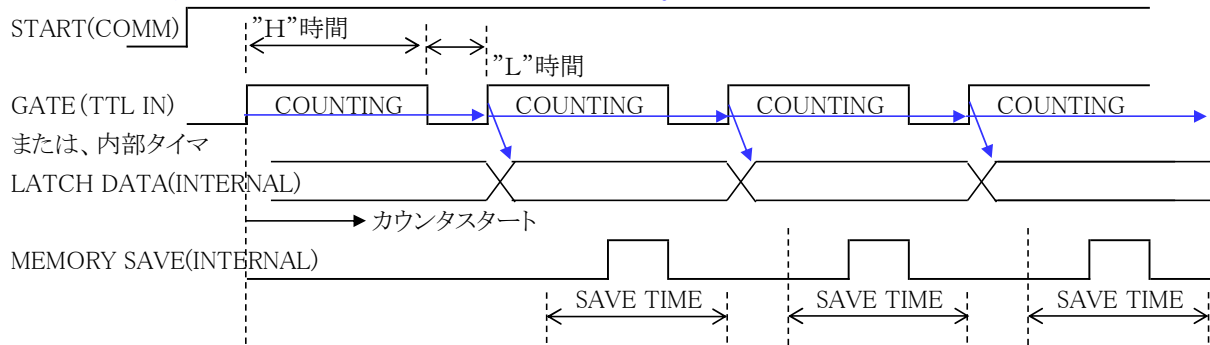 START(COMM)
"H"時間
"L"時間
GATE(TTL IN)
COUNTING
COUNTING
COUNTING
COUNTING
または、内部タイマ
LATCH DATA(INTERNAL)
カウンタスタート
MEMORY SAVE(INTERNAL)
SAVE TIME
SAVE TIME
SAVE TIME